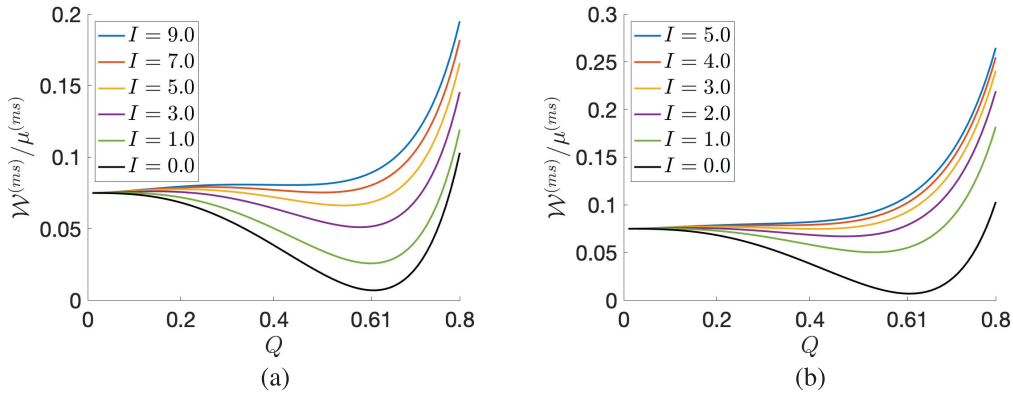 0.2
0.15
0.1
0.05
0
𝒲^(ms)/μ^(ms)
I = 9.0
I = 7.0
I = 5.0
I = 3.0
I = 1.0
I = 0.0
0 0.2 0.4 0.61 0.8
Q
(a)
0.3
0.25
0.2
0.15
0.1
0.05
0
𝒲^(ms)/μ^(ms)
I = 5.0
I = 4.0
I = 3.0
I = 2.0
I = 1.0
I = 0.0
0 0.2 0.4 0.61 0.8
Q
(b)